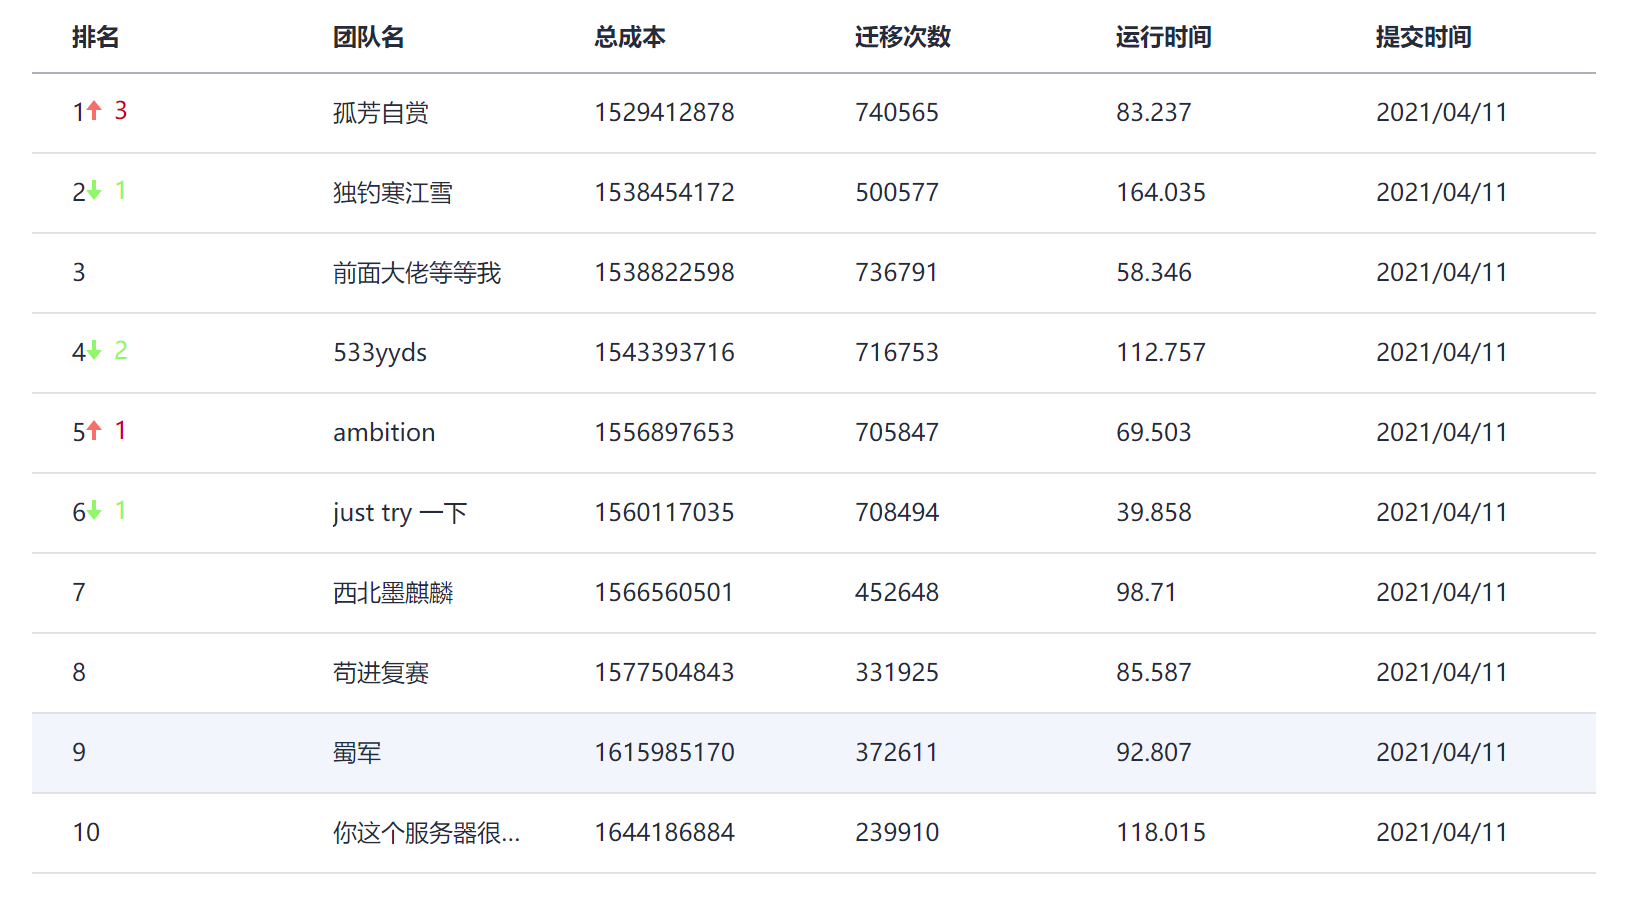 排名 团队名 总成本 迁移次数 运行时间 提交时间
1 3 孤芳自赏 1529412878 740565 83.237 2021/04/11
2 1 独钓寒江雪 1538454172 500577 164.035 2021/04/11
3 前面大佬等等我 1538822598 736791 58.346 2021/04/11
4 2 533yyds 1543393716 716753 112.757 2021/04/11
5 1 ambition 1556897653 705847 69.503 2021/04/11
6 1 just try 一下 1560117035 708494 39.858 2021/04/11
7 西北墨麒麟 1566560501 452648 98.71 2021/04/11
8 苟进复赛 1577504843 331925 85.587 2021/04/11
9 蜀军 1615985170 372611 92.807 2021/04/11
10 你这个服务器很... 1644186884 239910 118.015 2021/04/11